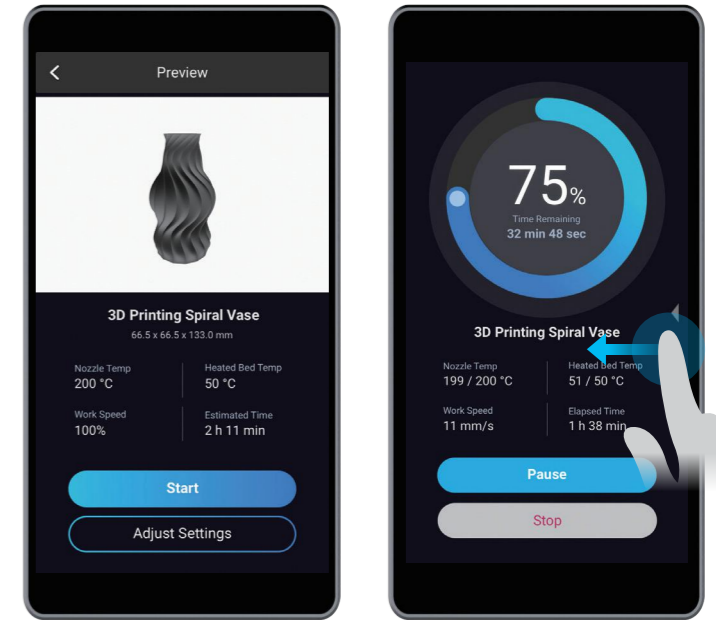 Preview
3D Printing Spiral Vase
66.5 x 66.5 x 133.0 mm
Nozzle Temp
200 °C
Heated Bed Temp
50 °C
Work Speed
100%
Estimated Time
2 h 11 min
Start
Adjust Settings
75%
Time Remaining
32 min 48 sec
3D Printing Spiral Vase
Nozzle Temp
199 / 200 °C
Heated Bed Temp
51 / 50 °C
Work Speed
11 mm/s
Elapsed Time
1 h 38 min
Pause
Stop